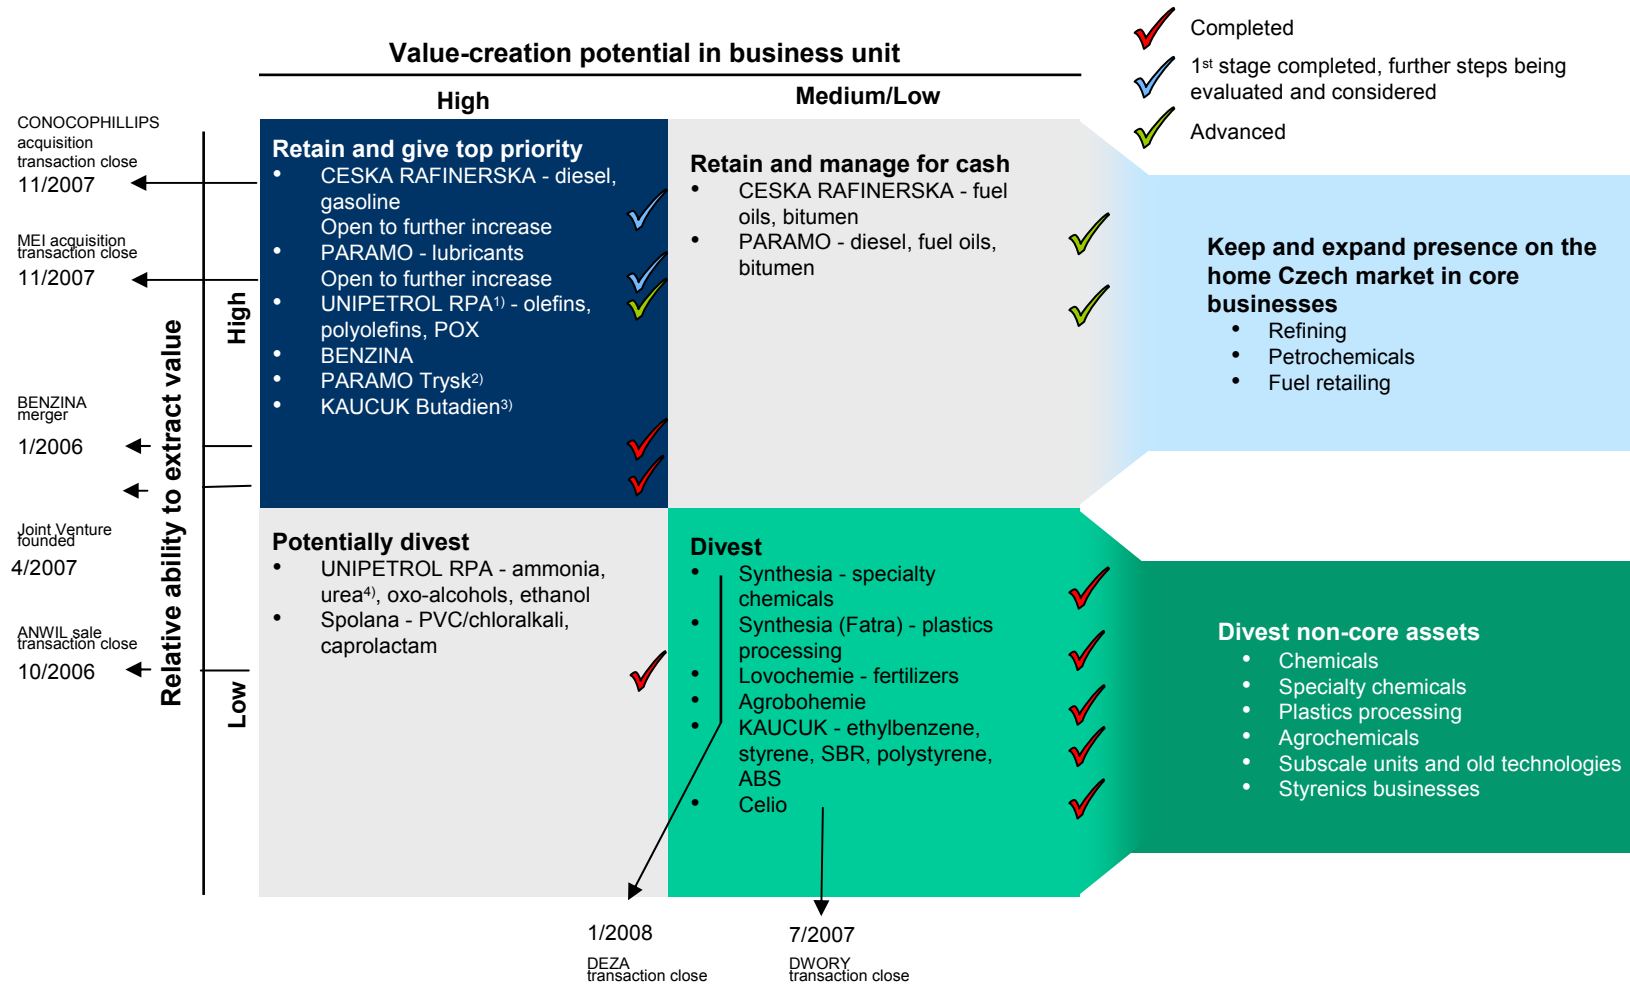 Completed
1st stage completed, further steps being
evaluated and considered
Advanced
Value-creation potential in business unit
High
Medium/Low
CONOCOPHILLIPS
acquisition
transaction close
11/2007
MEI acquisition
transaction close
11/2007
BENZINA
merger
1/2006
Joint Venture
founded
4/2007
ANWIL sale
transaction close
10/2006
Relative ability to extract value
High
Low
Retain and give top priority
• CESKA RAFINERSKA - diesel,
gasoline
Open to further increase
• PARAMO - lubricants
Open to further increase
• UNIPETROL RPA1) - olefins,
polyolefins, POX
• BENZINA
• PARAMO Trysk2)
• KAUCUK Butadien3)
Retain and manage for cash
• CESKA RAFINERSKA - fuel
oils, bitumen
• PARAMO - diesel, fuel oils,
bitumen
Keep and expand presence on the
home Czech market in core
businesses
• Refining
• Petrochemicals
• Fuel retailing
Potentially divest
• UNIPETROL RPA - ammonia,
urea4), oxo-alcohols, ethanol
• Spolana - PVC/chloralkali,
caprolactam
Divest
• Synthesia - specialty
chemicals
• Synthesia (Fatra) - plastics
processing
• Lovochemie - fertilizers
• Agrobohemie
• KAUCUK - ethylbenzene,
styrene, SBR, polystyrene,
ABS
• Celio
Divest non-core assets
• Chemicals
• Specialty chemicals
• Plastics processing
• Agrochemicals
• Subscale units and old technologies
• Styrenics businesses
1/2008
DEZA
transaction close
7/2007
DWORY
transaction close